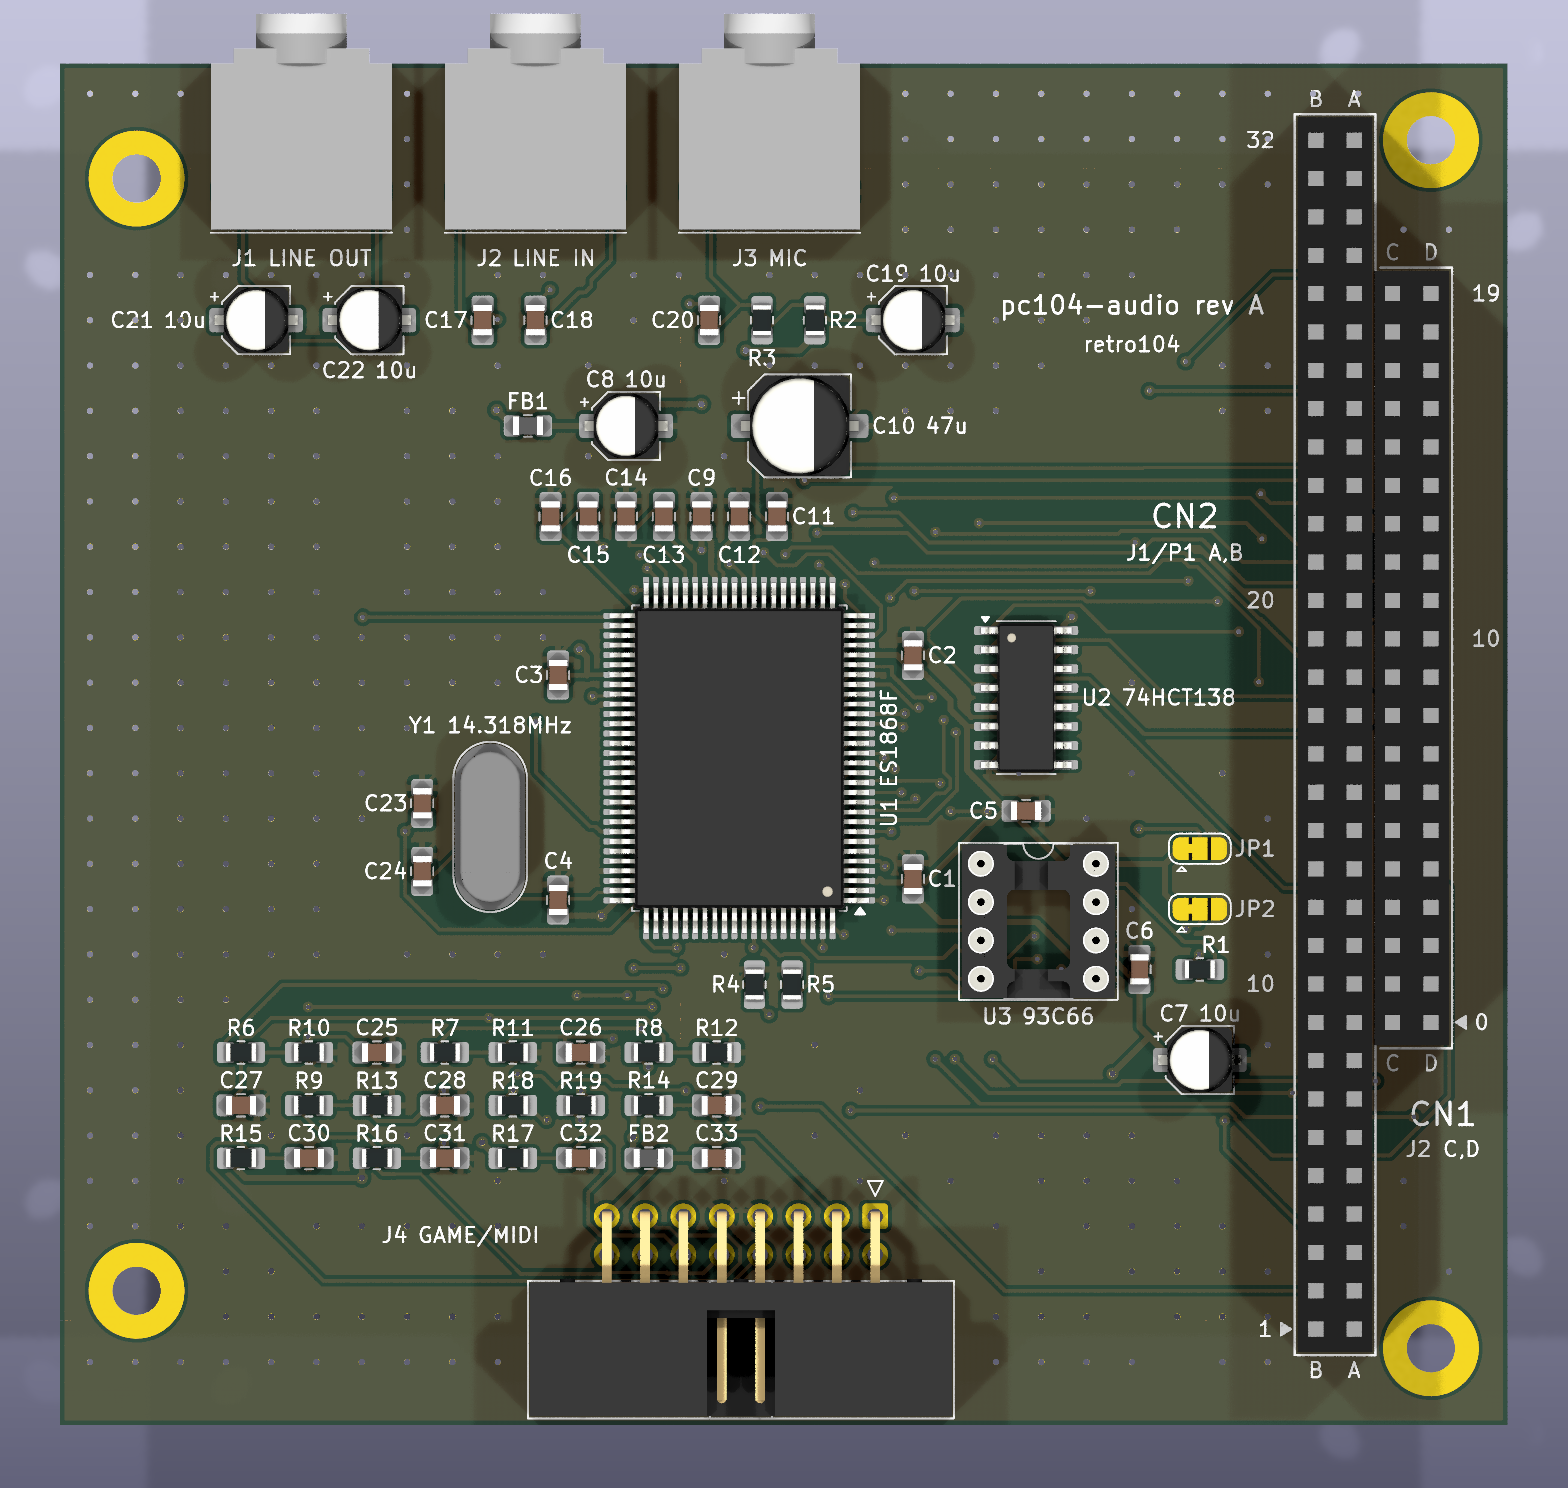 B A
32
J1 LINE OUT
J2 LINE IN
J3 MIC
C D
19
C19 10u
C21 10u
C17
C18
C20
R2
R3
C22 10u
pc104-audio rev A
retro104
C8 10u
FB1
C10 47u
C16
C14
C9
C11
C15
C13
C12
CN2
J1/P1 A,B
20
10
C3
C2
U2 74HCT138
Y1 14.318MHz
U1 ES1868F
C23
C5
JP1
C24
C4
C1
JP2
C6
R1
R4
R5
10
U3 93C66
C7 10u
0
R6
R10
C25
R7
R11
C26
R8
R12
C D
C27
R9
R13
C28
R18
R19
R14
C29
CN1
J2 C,D
R15
C30
R16
C31
R17
C32
FB2
C33
J4 GAME/MIDI
1
B A